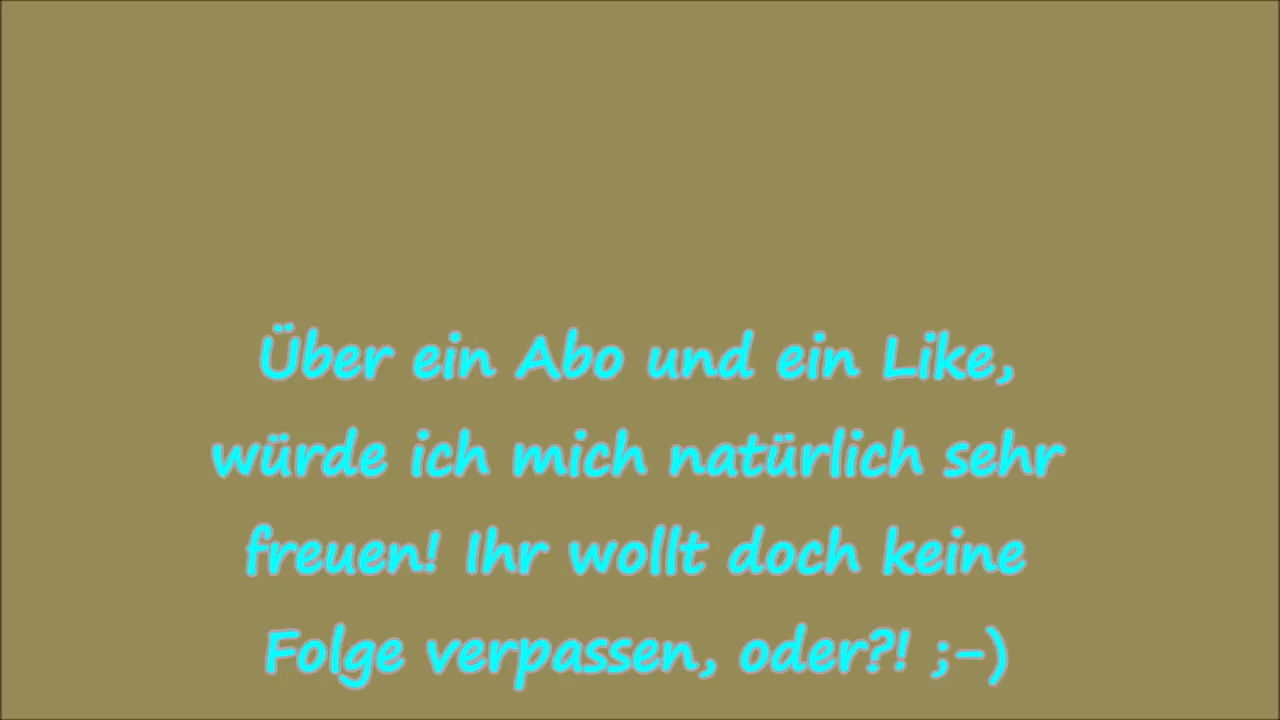 Über ein Abo und ein Like,
würde ich mich natürlich sehr
freuen! Ihr wollt doch keine
Folge verpassen, oder?! ;-)